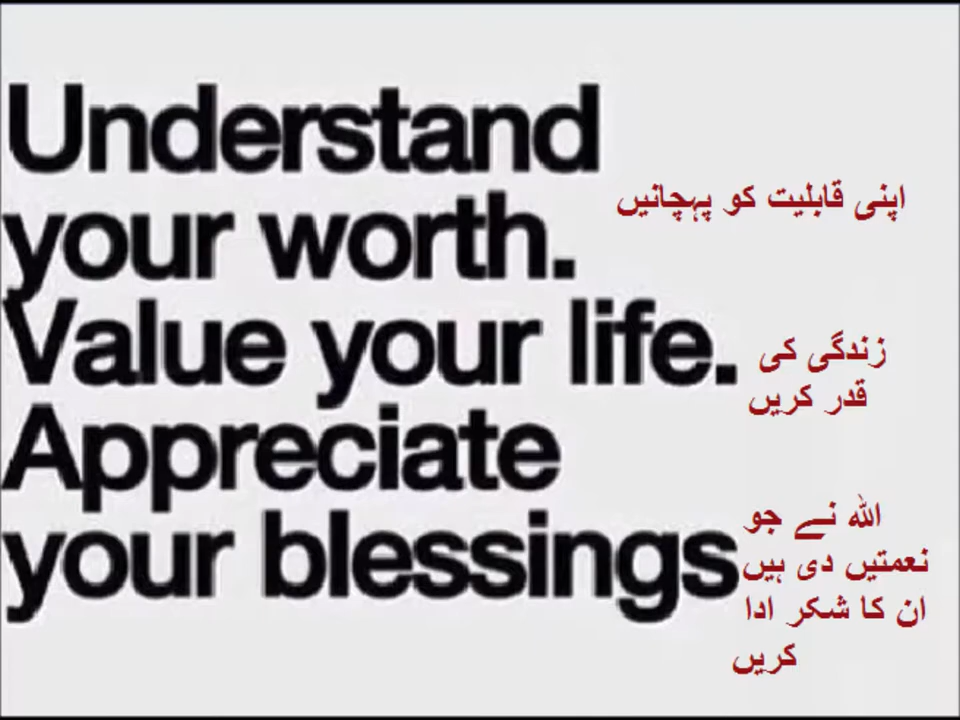 Understand
your worth.
اپنی قابلیت کو پہچانیں
Value your life.
زندگی کی
قدر کریں
Appreciate
your blessings
اللہ نے جو
نعمتیں دی ہیں
ان کا شکر ادا
کریں